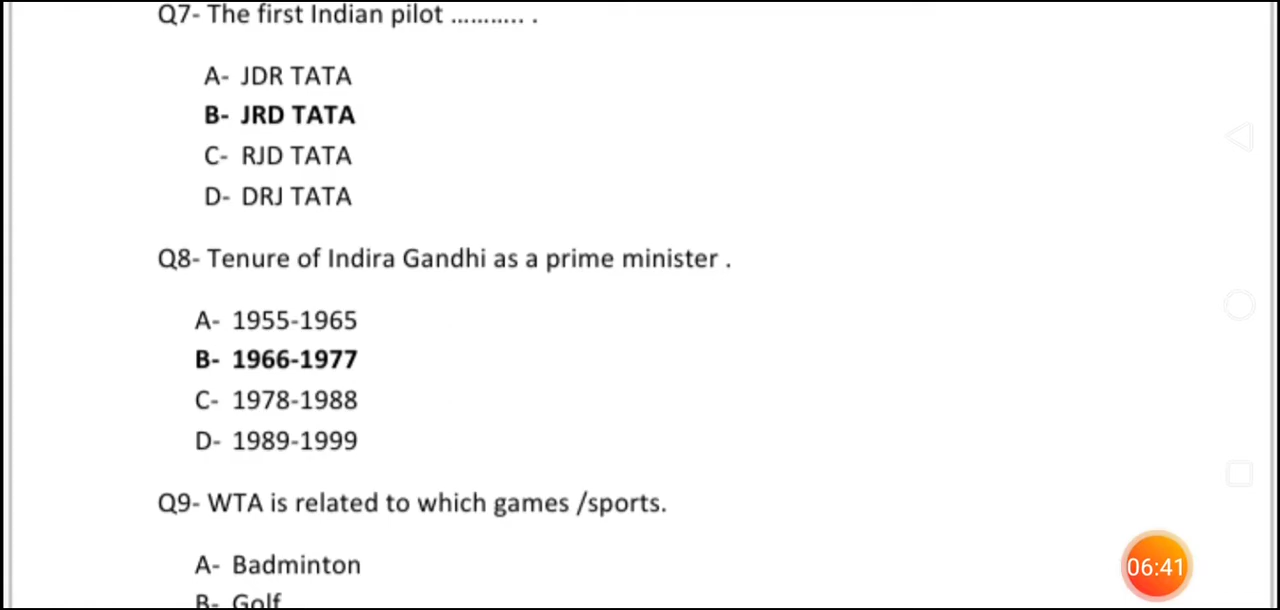 Q7- The first Indian pilot ........... .
A- JDR TATA
B- JRD TATA
C- RJD TATA
D- DRJ TATA
Q8- Tenure of Indira Gandhi as a prime minister .
A- 1955-1965
B- 1966-1977
C- 1978-1988
D- 1989-1999
Q9- WTA is related to which games /sports.
A- Badminton
B- Golf
06:41